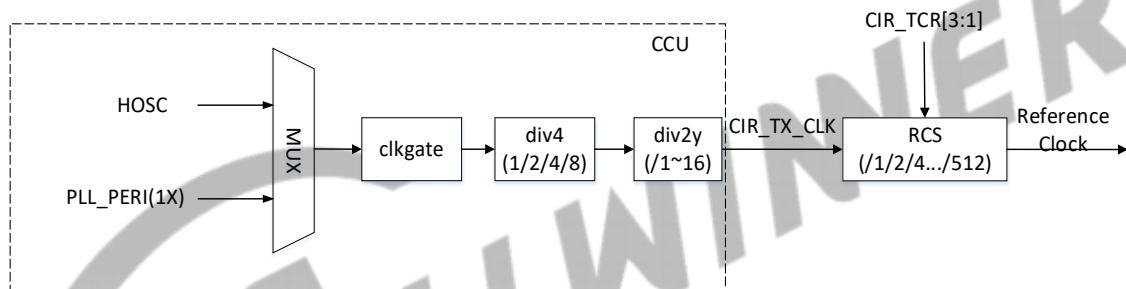 CIR_TCR[3:1]
CCU
HOSC
MUX
PLL_PERI(1X)
clkgate
div4
(1/2/4/8)
div2y
(/1~16)
CIR_TX_CLK
RCS
(/1/2/4.../512)
Reference
Clock
ALLWINNER